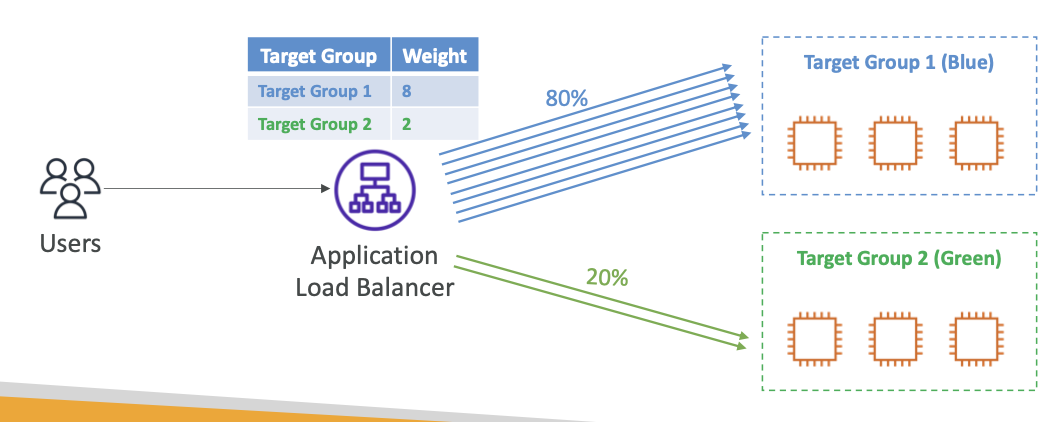 Target Group Weight
Target Group 1 8
Target Group 2 2
Users
Application
Load Balancer
80%
20%
Target Group 1 (Blue)
Target Group 2 (Green)